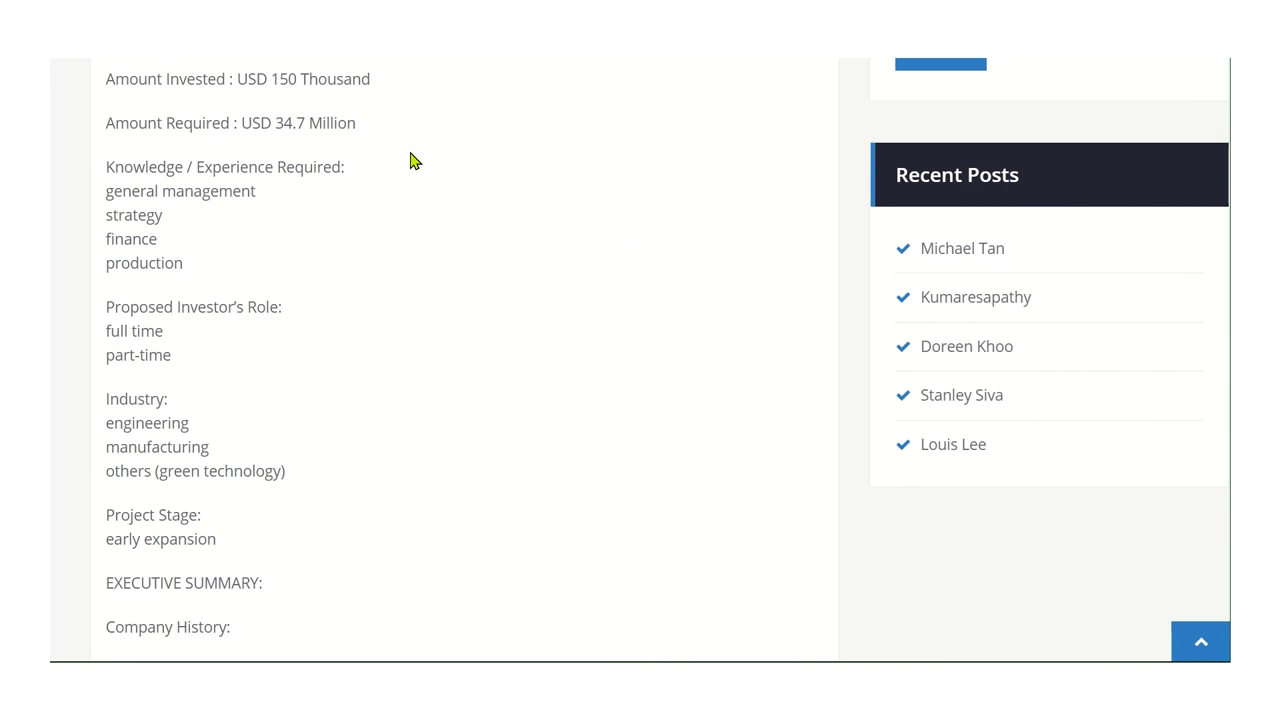 Amount Invested : USD 150 Thousand
Amount Required : USD 34.7 Million
Knowledge / Experience Required:
general management
strategy
finance
production
Proposed Investor’s Role:
full time
part-time
Industry:
engineering
manufacturing
others (green technology)
Project Stage:
early expansion
EXECUTIVE SUMMARY:
Company History:
Recent Posts
Michael Tan
Kumaresapathy
Doreen Khoo
Stanley Siva
Louis Lee